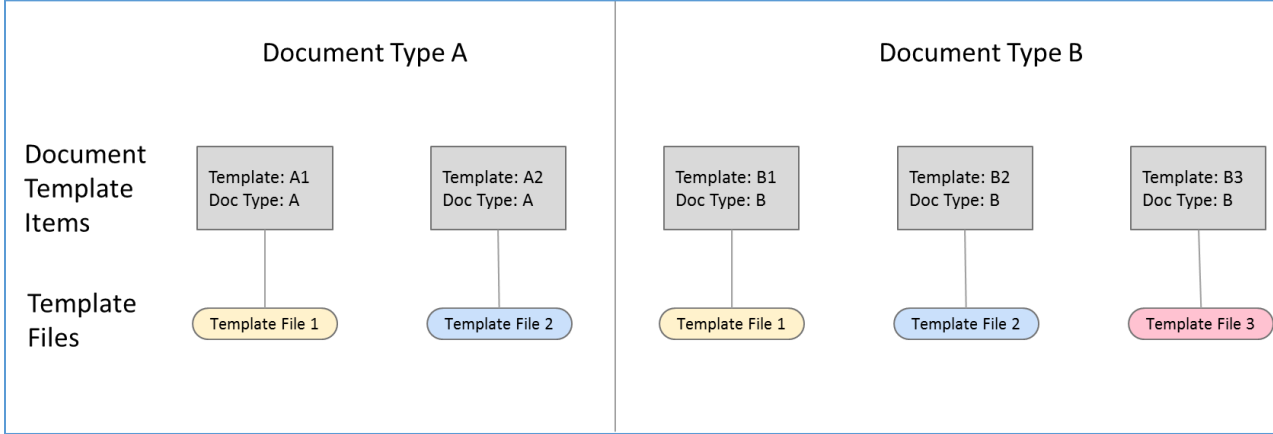 Document Type A
Document Type B
Document
Template
Items
Template: A1
Doc Type: A
Template: A2
Doc Type: A
Template: B1
Doc Type: B
Template: B2
Doc Type: B
Template: B3
Doc Type: B
Template
Files
Template File 1
Template File 2
Template File 1
Template File 2
Template File 3